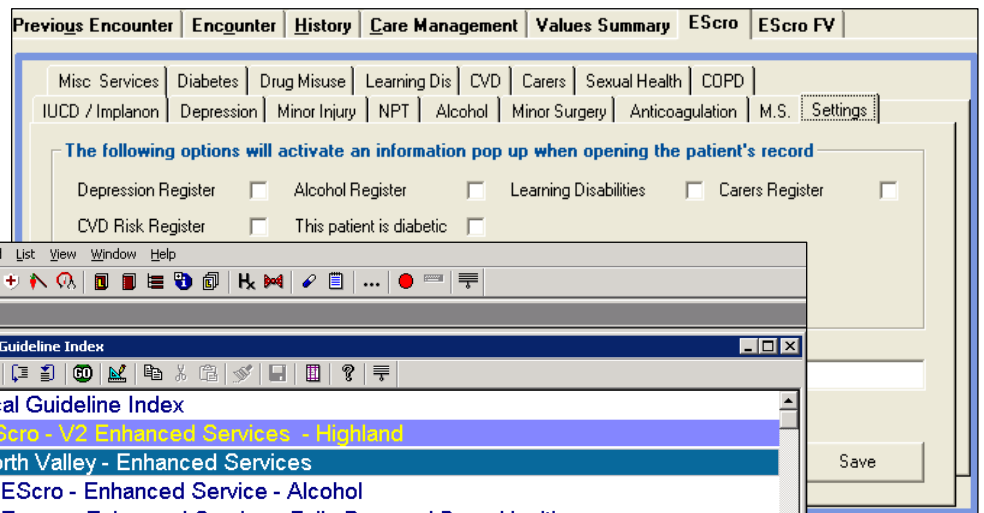 Previous Encounter Encounter History Care Management Values Summary EScro EScro FV
Misc Services Diabetes Drug Misuse Learning Dis CVD Carers Sexual Health COPD
IUCD / Implanon Depression Minor Injury NPT Alcohol Minor Surgery Anticoagulation M.S. Settings
The following options will activate an information pop up when opening the patient's record
Depression Register Alcohol Register Learning Disabilities Carers Register
CVD Risk Register This patient is diabetic
List View Window Help
Hx ...
Guideline Index
GO ?
cal Guideline Index
Scro - V2 Enhanced Services - Highland
orth Valley - Enhanced Services
EScro - Enhanced Service - Alcohol
Save